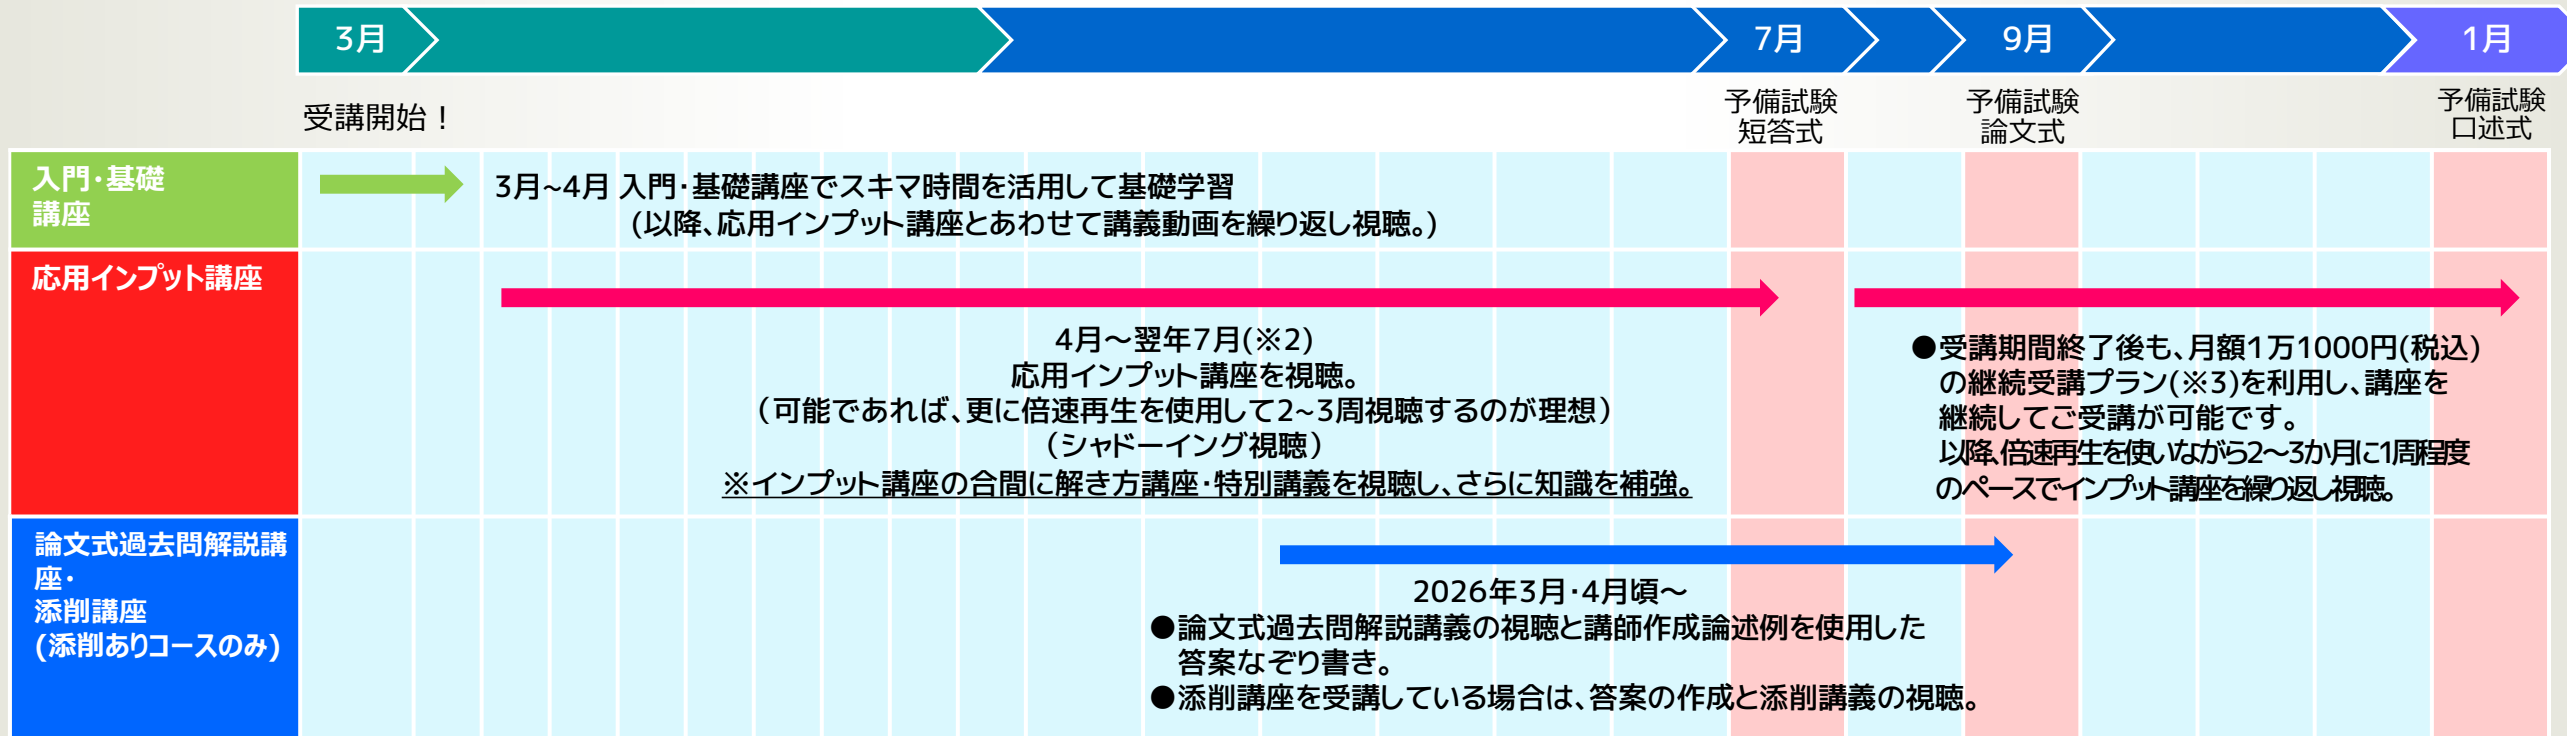 3月
7月
9月
1月
受講開始！
予備試験
短答式
予備試験
論文式
予備試験
口述式
入門・基礎
講座
3月~4月 入門・基礎講座でスキマ時間を活用して基礎学習
(以降、応用インプット講座とあわせて講義動画を繰り返し視聴。)
応用インプット講座
4月～翌年7月(※2)
応用インプット講座を視聴。
（可能であれば、更に倍速再生を使用して2~3周視聴するのが理想）
（シャドーイング視聴）
※インプット講座の合間に解き方講座・特別講義を視聴し、さらに知識を補強。
●受講期間終了後も、月額1万1000円(税込)
の継続受講プラン(※3)を利用し、講座を
継続してご受講が可能です。
以降、倍速再生を使いながら2～3か月に1周程度
のペースでインプット講座を繰り返し視聴。
論文式過去問解説講
座・
添削講座
(添削ありコースのみ)
2026年3月・4月頃～
●論文式過去問解説講義の視聴と講師作成論述例を使用した
答案なぞり書き。
●添削講座を受講している場合は、答案の作成と添削講義の視聴。